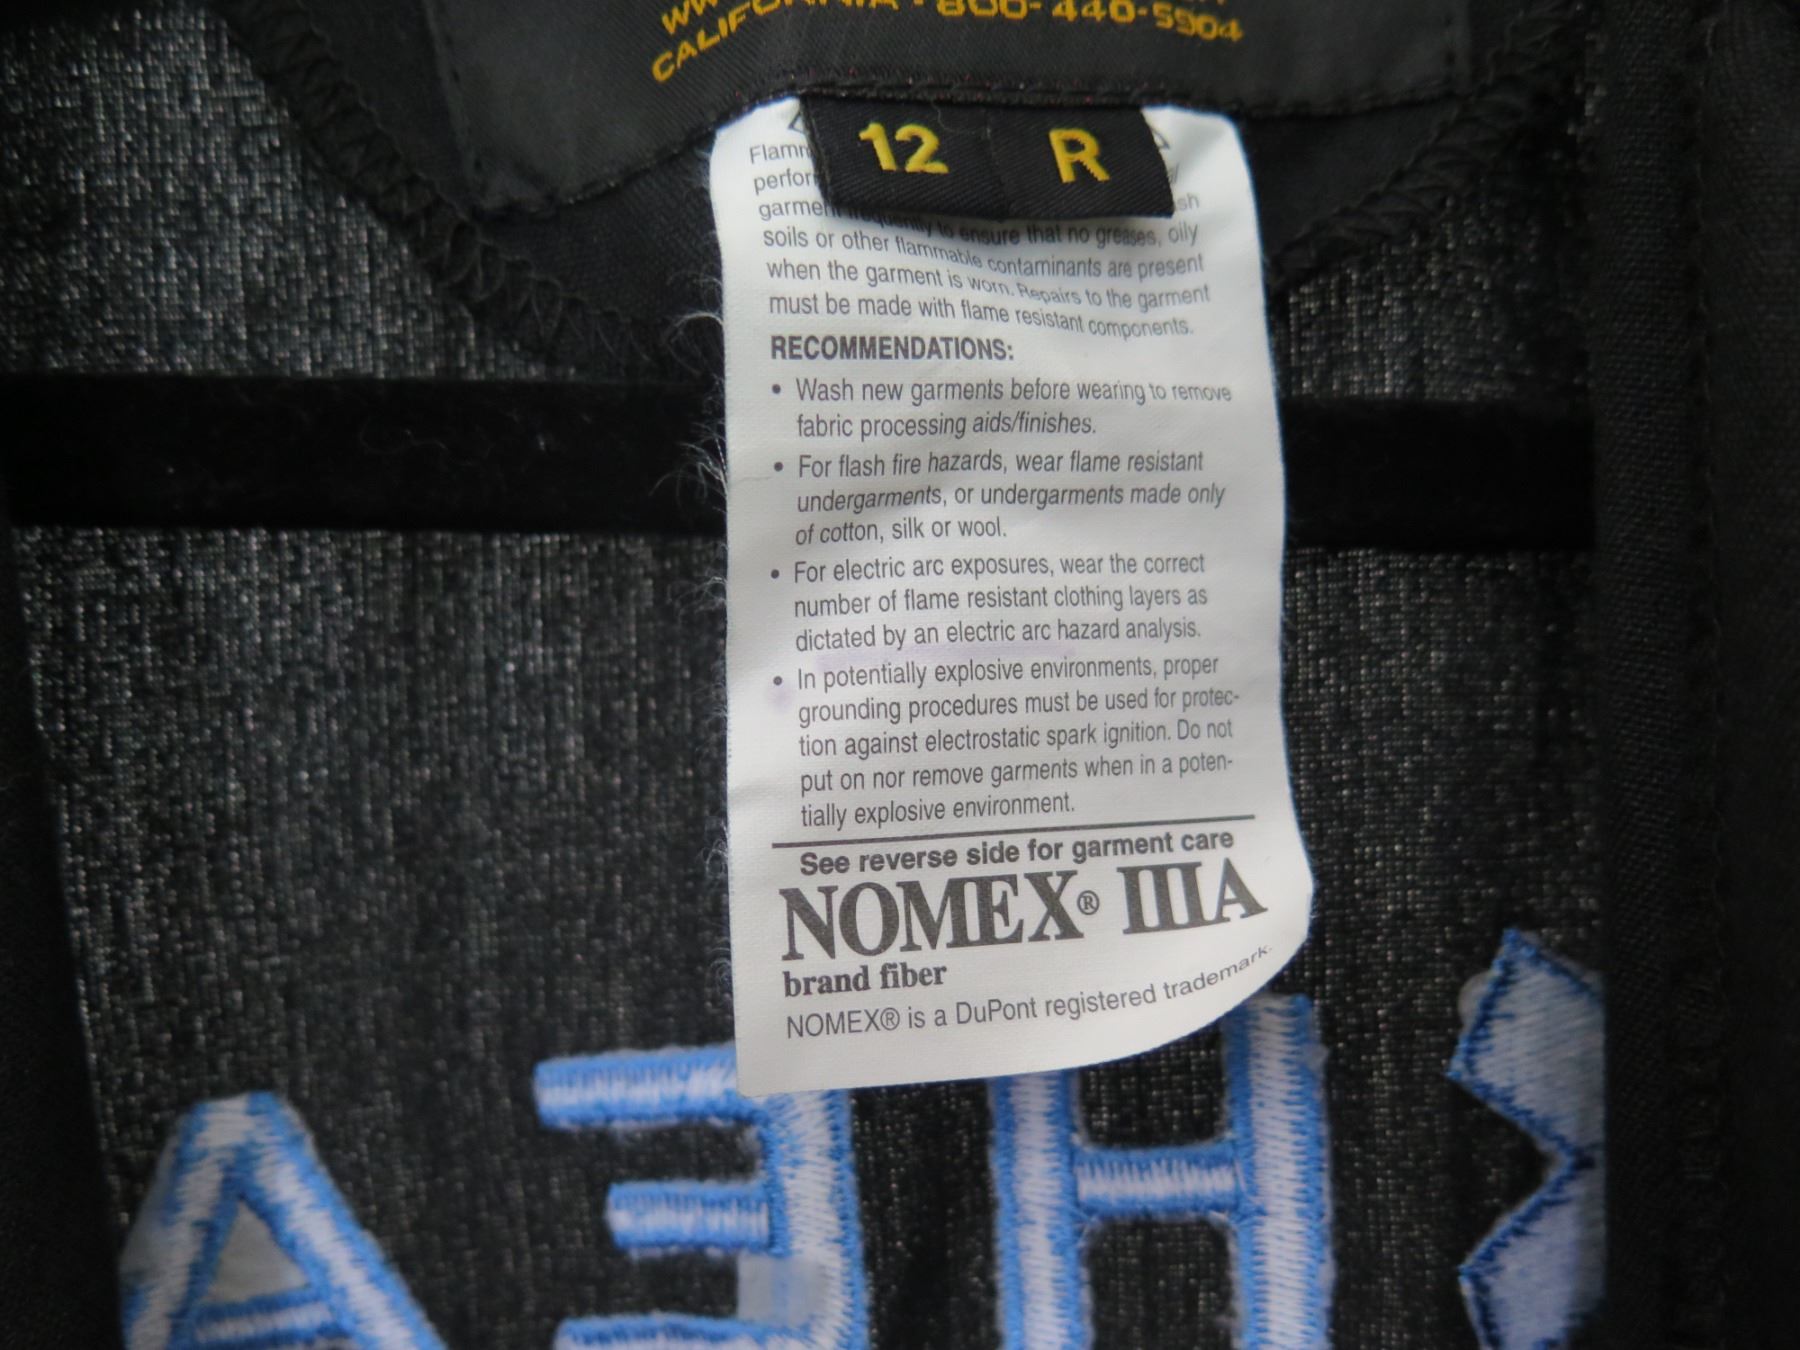 CALIFORNIA · 800-440-5904
12 R
soils or other flammable contaminants are present
when the garment is worn. Repairs to the garment
must be made with flame resistant components.
RECOMMENDATIONS:
• Wash new garments before wearing to remove
fabric processing aids/finishes.
• For flash fire hazards, wear flame resistant
undergarments, or undergarments made only
of cotton, silk or wool.
• For electric arc exposures, wear the correct
number of flame resistant clothing layers as
dictated by an electric arc hazard analysis.
• In potentially explosive environments, proper
grounding procedures must be used for protec-
tion against electrostatic spark ignition. Do not
put on nor remove garments when in a poten-
tially explosive environment.
See reverse side for garment care
NOMEX® IIIA
brand fiber
NOMEX® is a DuPont registered trademark.